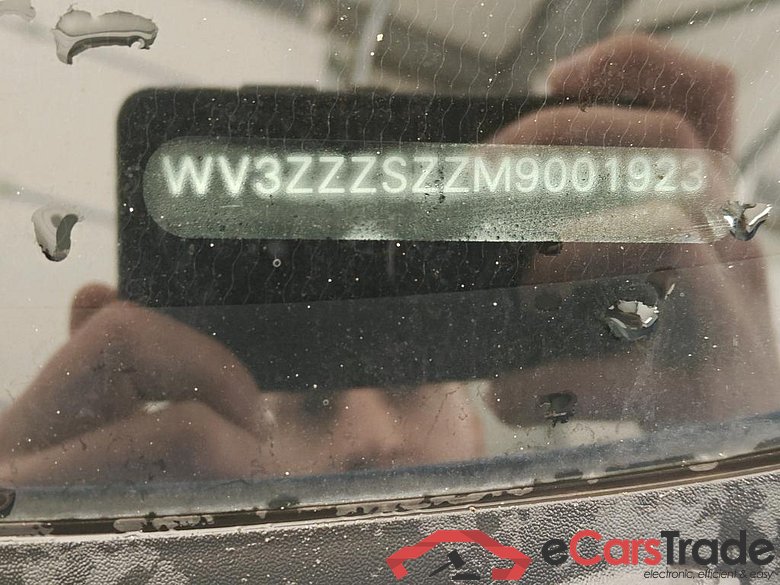 WV3ZZZSZZM9001923
eCarsTrade
electronic, efficient & easy